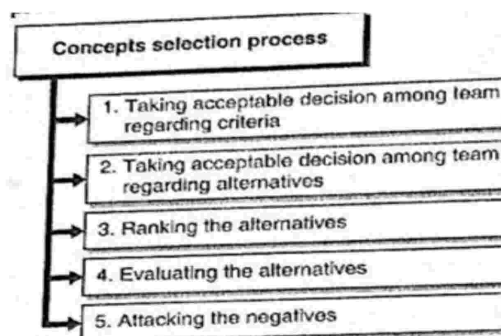 Concepts selection process
1. Taking acceptable decision among team
regarding criteria
2. Taking acceptable decision among team
regarding alternatives
3. Ranking the alternatives
4. Evaluating the alternatives
5. Attacking the negatives